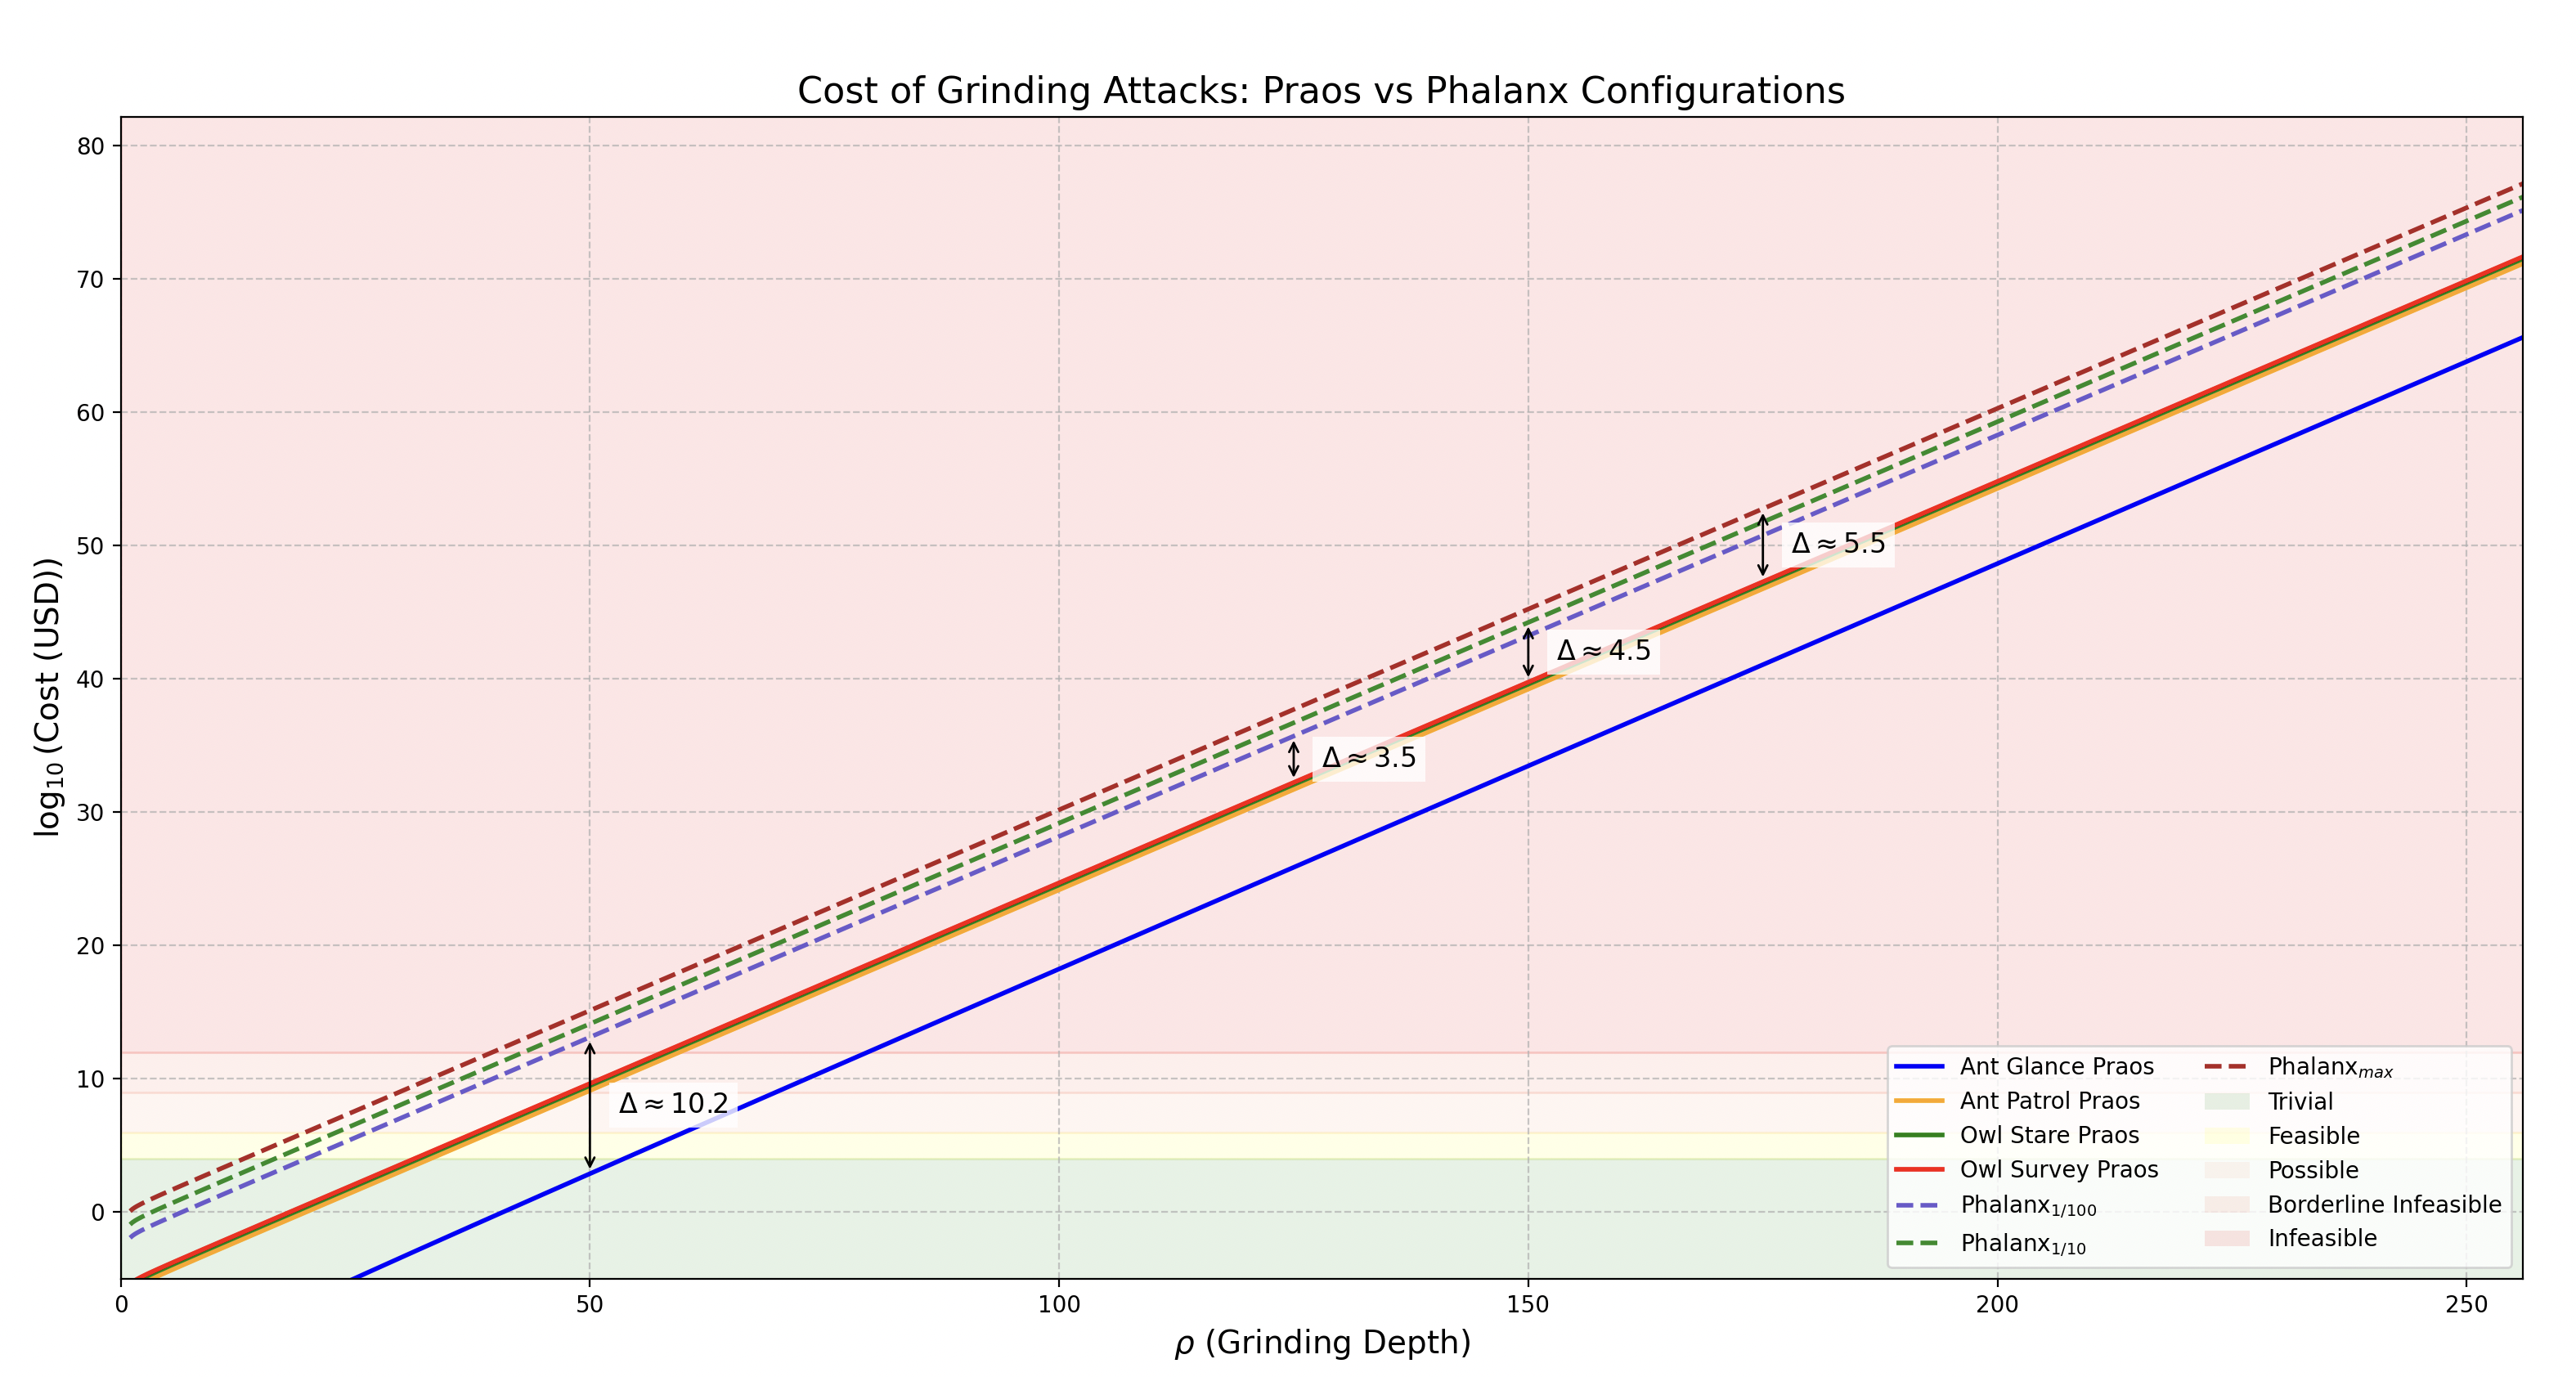 Cost of Grinding Attacks: Praos vs Phalanx Configurations
log₁₀(Cost (USD))
80
70
60
50
40
30
20
10
0
Δ ≈ 5.5
Δ ≈ 4.5
Δ ≈ 3.5
Δ ≈ 10.2
Ant Glance Praos
Ant Patrol Praos
Owl Stare Praos
Owl Survey Praos
Phalanx₁/₁₀₀
Phalanx₁/₁₀
Phalanxₘₐₓ
Trivial
Feasible
Possible
Borderline Infeasible
Infeasible
0 50 100 150 200 250
ρ (Grinding Depth)